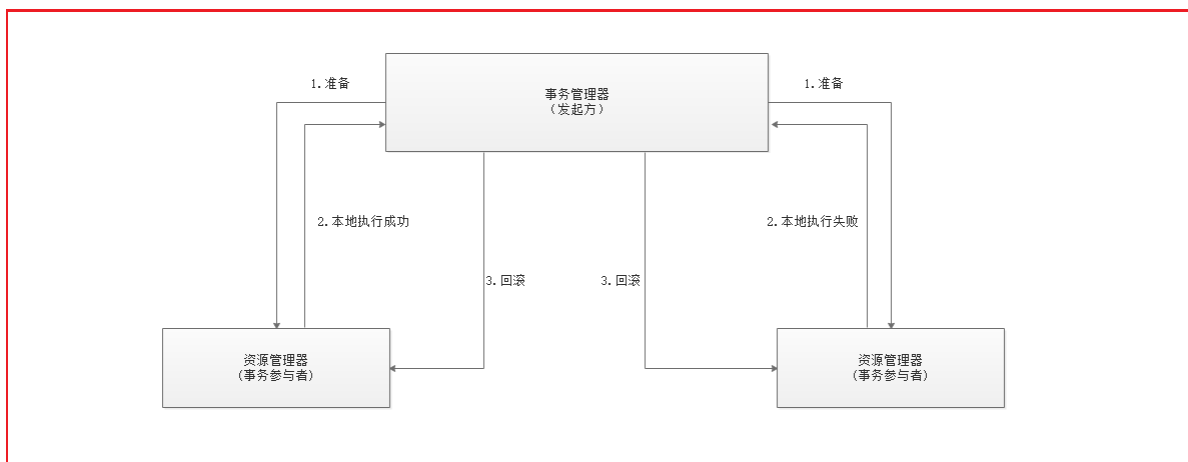 1.准备
1.准备
事务管理器
（发起方）
2.本地执行成功
2.本地执行失败
3.回滚
3.回滚
资源管理器
(事务参与者)
资源管理器
(事务参与者)